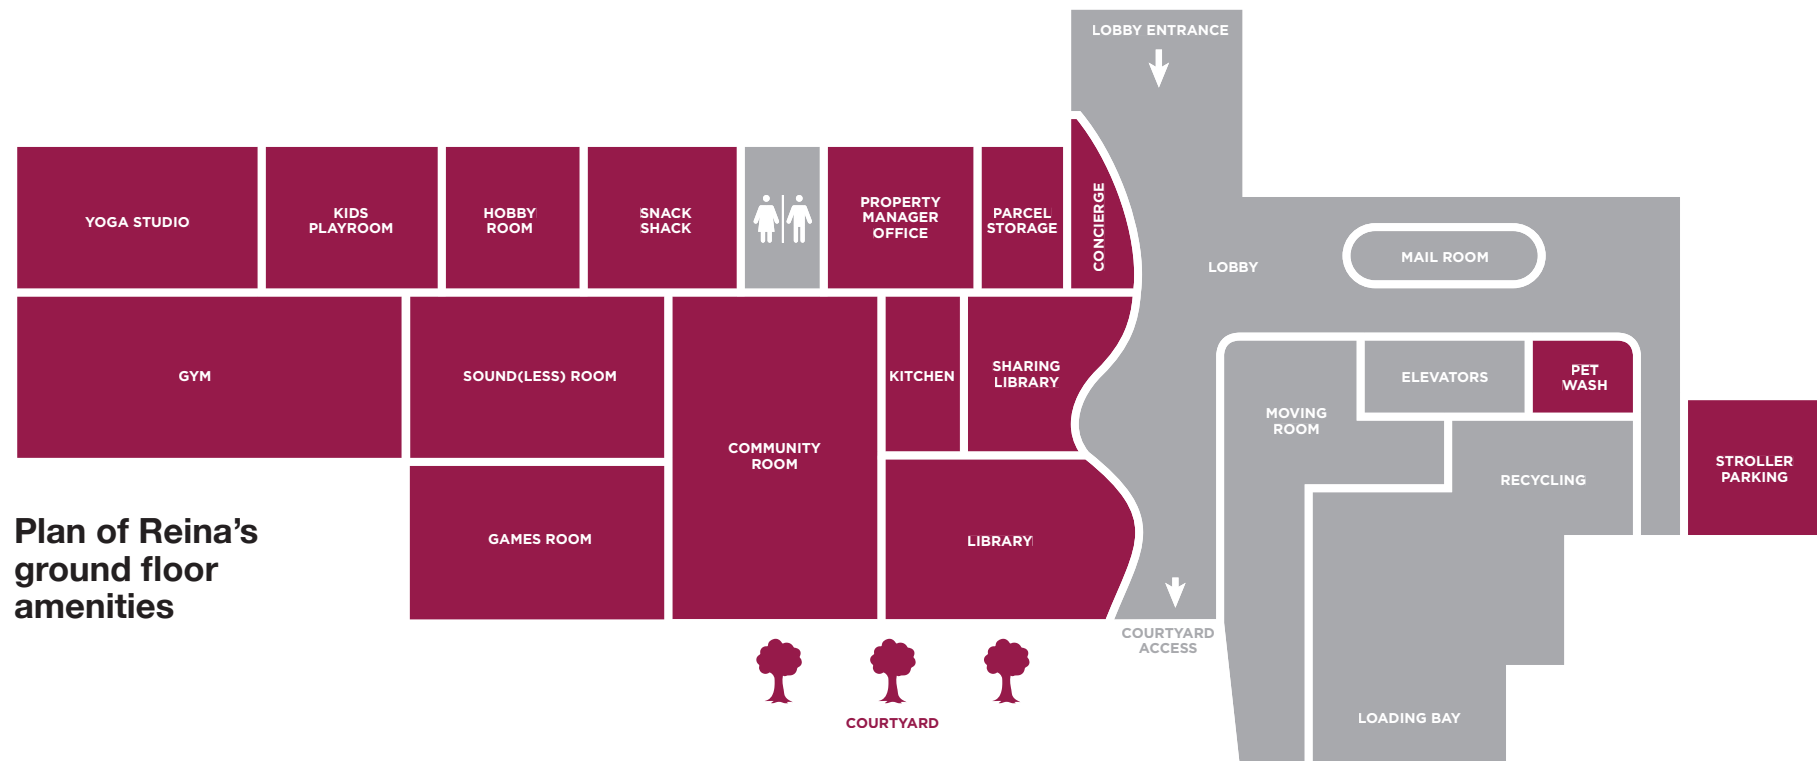 LOBBY ENTRANCE
YOGA STUDIO
KIDS
PLAYROOM
HOBBY
ROOM
SNACK
SHACK
PROPERTY
MANAGER
OFFICE
PARCEL
STORAGE
CONCIERGE
LOBBY
MAIL ROOM
GYM
SOUND(LESS) ROOM
COMMUNITY
ROOM
KITCHEN
SHARING
LIBRARY
MOVING
ROOM
ELEVATORS
PET
WASH
RECYCLING
STROLLER
PARKING
Plan of Reina’s
ground floor
amenities
GAMES ROOM
LIBRARY
COURTYARD
ACCESS
COURTYARD
LOADING BAY